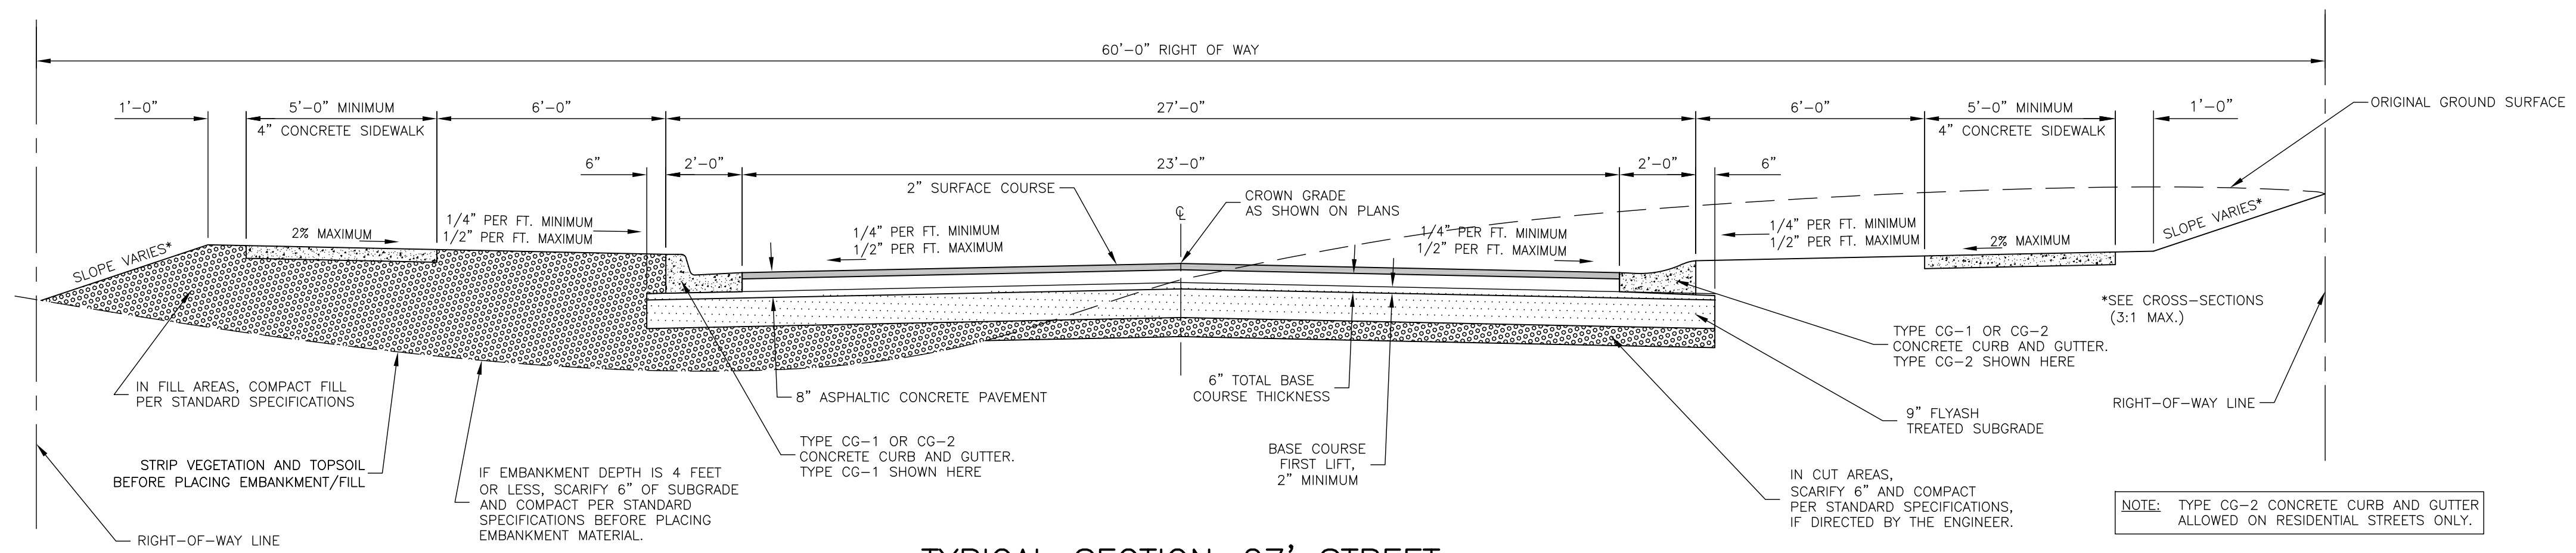 60'-0" RIGHT OF WAY
1'-0"
5'-0" MINIMUM
4" CONCRETE SIDEWALK
6'-0"
27'-0"
6'-0"
5'-0" MINIMUM
4" CONCRETE SIDEWALK
1'-0"
ORIGINAL GROUND SURFACE
6"
2'-0"
23'-0"
2'-0"
6"
2" SURFACE COURSE
CROWN GRADE
AS SHOWN ON PLANS
℄
SLOPE VARIES*
2% MAXIMUM
1/4" PER FT. MINIMUM
1/2" PER FT. MAXIMUM
1/4" PER FT. MINIMUM
1/2" PER FT. MAXIMUM
1/4" PER FT. MINIMUM
1/2" PER FT. MAXIMUM
1/4" PER FT. MINIMUM
1/2" PER FT. MAXIMUM
2% MAXIMUM
SLOPE VARIES*
*SEE CROSS-SECTIONS
(3:1 MAX.)
IN FILL AREAS, COMPACT FILL
PER STANDARD SPECIFICATIONS
STRIP VEGETATION AND TOPSOIL
BEFORE PLACING EMBANKMENT/FILL
RIGHT-OF-WAY LINE
IF EMBANKMENT DEPTH IS 4 FEET
OR LESS, SCARIFY 6" OF SUBGRADE
AND COMPACT PER STANDARD
SPECIFICATIONS BEFORE PLACING
EMBANKMENT MATERIAL.
8" ASPHALTIC CONCRETE PAVEMENT
TYPE CG-1 OR CG-2
CONCRETE CURB AND GUTTER.
TYPE CG-1 SHOWN HERE
6" TOTAL BASE
COURSE THICKNESS
BASE COURSE
FIRST LIFT,
2" MINIMUM
TYPE CG-1 OR CG-2
CONCRETE CURB AND GUTTER.
TYPE CG-2 SHOWN HERE
9" FLYASH
TREATED SUBGRADE
RIGHT-OF-WAY LINE
IN CUT AREAS,
SCARIFY 6" AND COMPACT
PER STANDARD SPECIFICATIONS,
IF DIRECTED BY THE ENGINEER.
NOTE: TYPE CG-2 CONCRETE CURB AND GUTTER
ALLOWED ON RESIDENTIAL STREETS ONLY.
TYPICAL SECTION 27' STREET